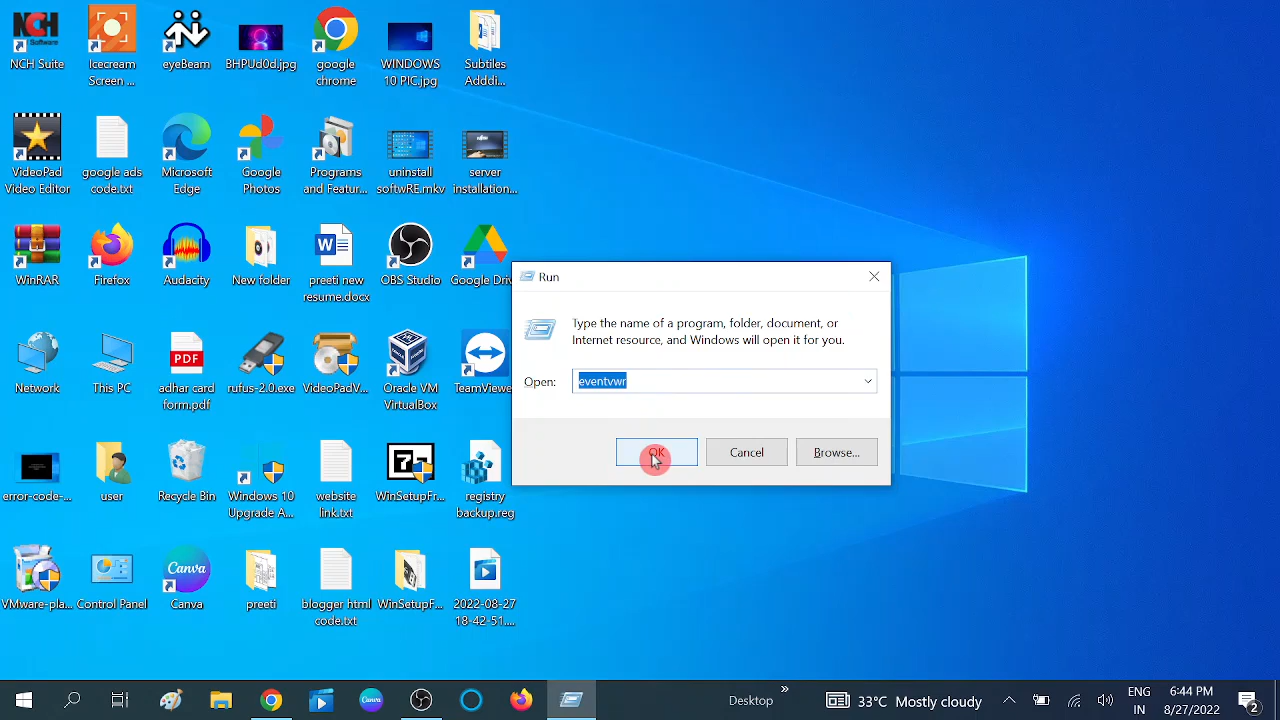 NCH Suite
Icecream
Screen ...
eyeBeam
BHPUd0d.jpg
google
chrome
WINDOWS
10 PIC.jpg
Subtiles
Adddi...
VideoPad
Video Editor
google ads
code.txt
Microsoft
Edge
Google
Photos
Programs
and Featur...
uninstall
softwRE.mkv
server
installation...
WinRAR
Firefox
Audacity
New folder
preeti new
resume.docx
OBS Studio
Google Driv
Network
This PC
PDF
adhar card
form.pdf
rufus-2.0.exe
VideoPadV...
Oracle VM
VirtualBox
TeamViewe
error-code-...
user
Recycle Bin
Windows 10
Upgrade A...
website
link.txt
WinSetupFr...
registry
backup.reg
VMware-pla...
Control Panel
Canva
Canva
preeti
blogger html
code.txt
WinSetupF...
2022-08-27
18-42-51....
Run
Type the name of a program, folder, document, or
Internet resource, and Windows will open it for you.
Open:
eventvwr
OK
Cancel
Browse...
Desktop
33°C Mostly cloudy
ENG
IN
6:44 PM
8/27/2022
2